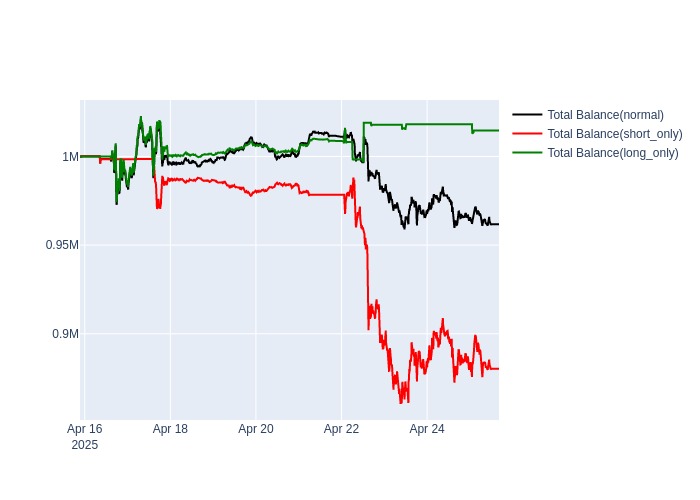 Total Balance(normal)
Total Balance(short_only)
Total Balance(long_only)
1M
0.95M
0.9M
Apr 16
2025
Apr 18
Apr 20
Apr 22
Apr 24